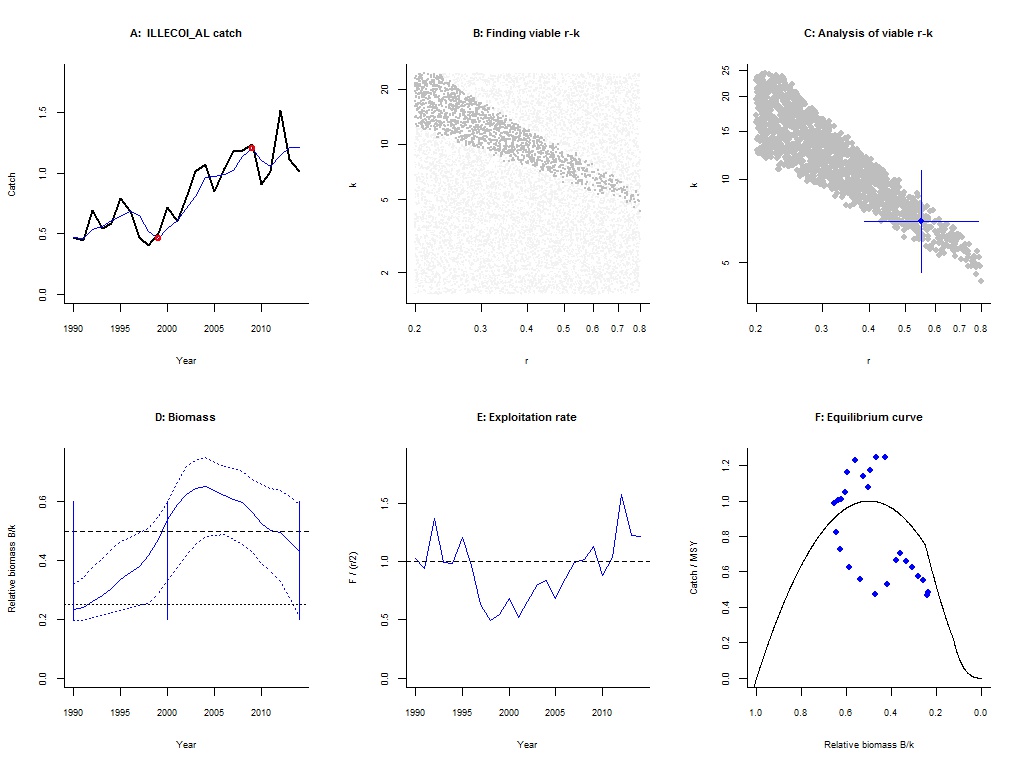 A: ILLECOI_AL catch
Catch
0.0 0.5 1.0 1.5
1990 1995 2000 2005 2010
Year
B: Finding viable r-k
k
2 5 10 20
0.2 0.3 0.4 0.5 0.6 0.7 0.8
r
C: Analysis of viable r-k
k
5 10 15 20 25
0.2 0.3 0.4 0.5 0.6 0.7 0.8
r
D: Biomass
Relative biomass B/k
0.0 0.2 0.4 0.6
1990 1995 2000 2005 2010
Year
E: Exploitation rate
F / (r/2)
0.0 0.5 1.0 1.5
1990 1995 2000 2005 2010
Year
F: Equilibrium curve
Catch / MSY
0.0 0.2 0.4 0.6 0.8 1.0 1.2
1.0 0.8 0.6 0.4 0.2 0.0
Relative biomass B/k